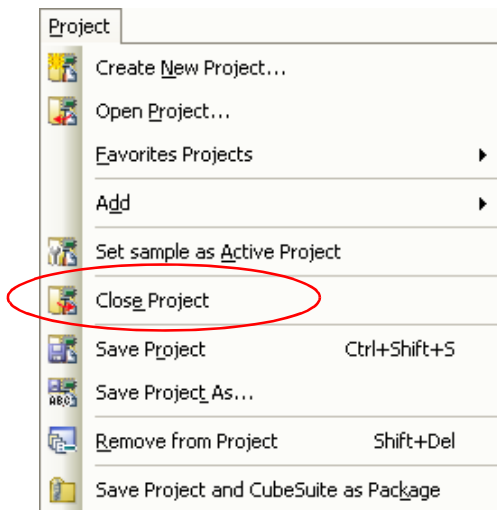 Project
Create New Project...
Open Project...
Favorites Projects
Add
Set sample as Active Project
Close Project
Save Project Ctrl+Shift+S
ABC
Save Project As...
Remove from Project Shift+Del
Save Project and CubeSuite as Package